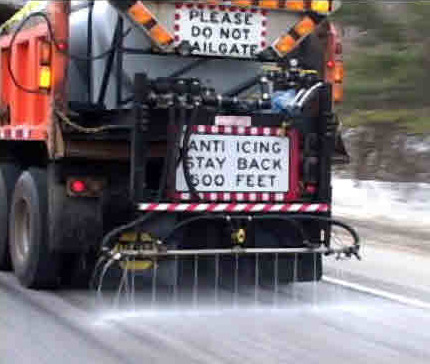 PLEASE
DO NOT
TAILGATE
ANTI ICING
STAY BACK
500 FEET